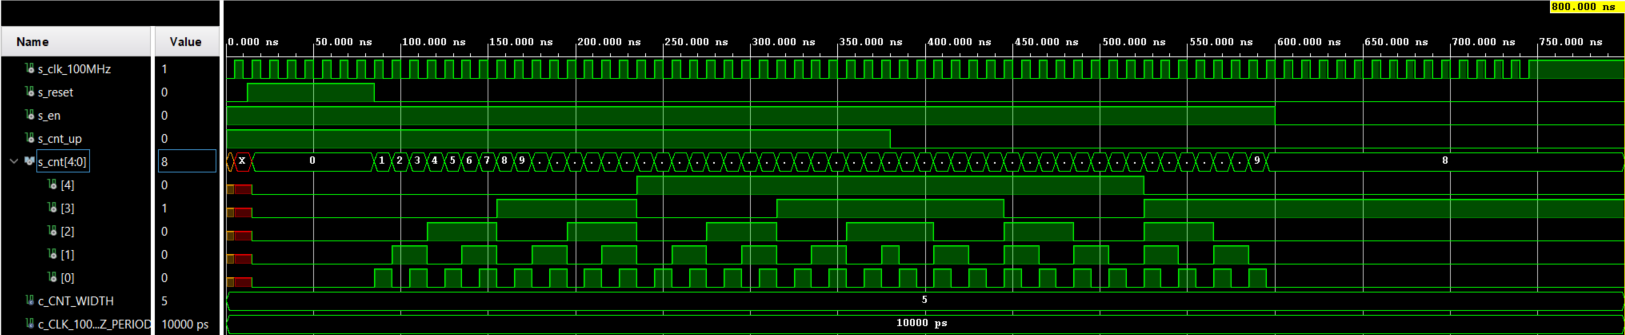 800.000 ns
Name Value 0.000 ns 50.000 ns 100.000 ns 150.000 ns 200.000 ns 250.000 ns 300.000 ns 350.000 ns 400.000 ns 450.000 ns 500.000 ns 550.000 ns 600.000 ns 650.000 ns 700.000 ns 750.000 ns
s_clk_100MHz 1
s_reset 0
s_en 0
s_cnt_up 0
s_cnt[4:0] 8 X 0 1 2 3 4 5 6 7 8 9 . . . . . . . . . . . . . . . . . . . . . . . . . . . . . . . . . . . . . . . . . 9 8
[4] 0
[3] 1
[2] 0
[1] 0
[0] 0
c_CNT_WIDTH 5 5
c_CLK_100...Z_PERIOD 10000 ps 10000 ps